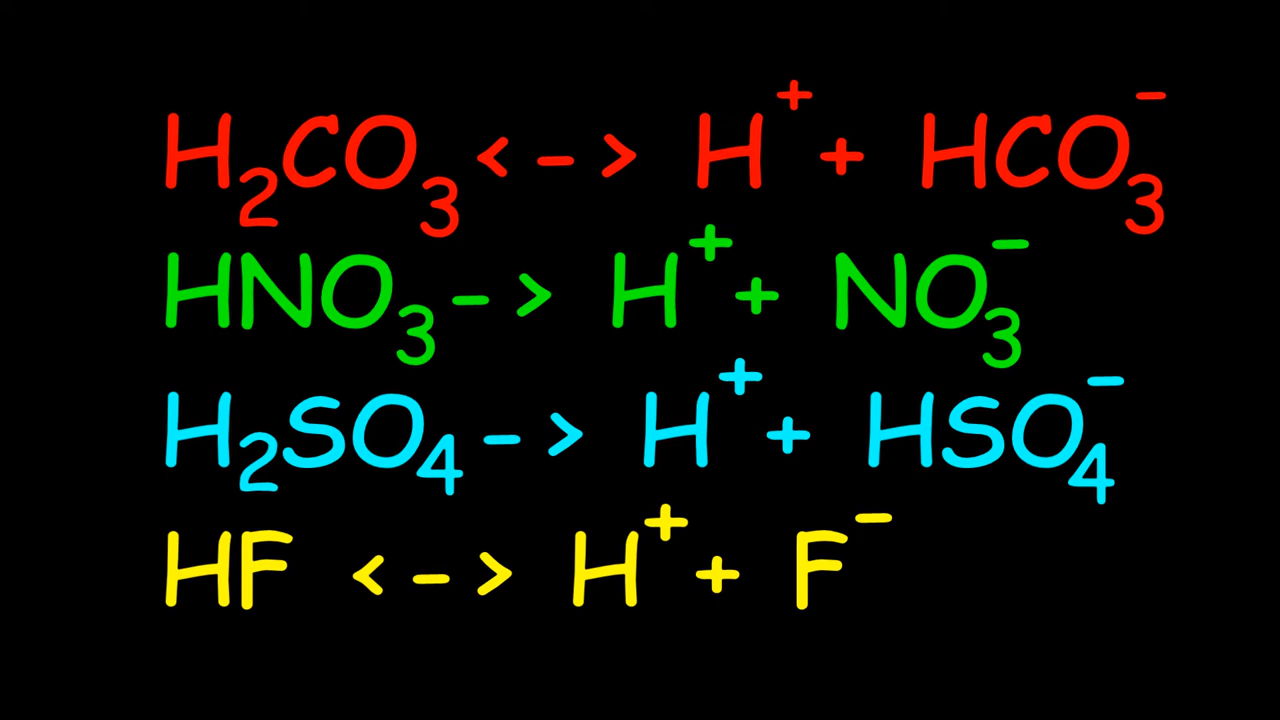 H₂CO₃ <-> H⁺ + HCO₃⁻
HNO₃ -> H⁺ + NO₃⁻
H₂SO₄ -> H⁺ + HSO₄⁻
HF <-> H⁺ + F⁻